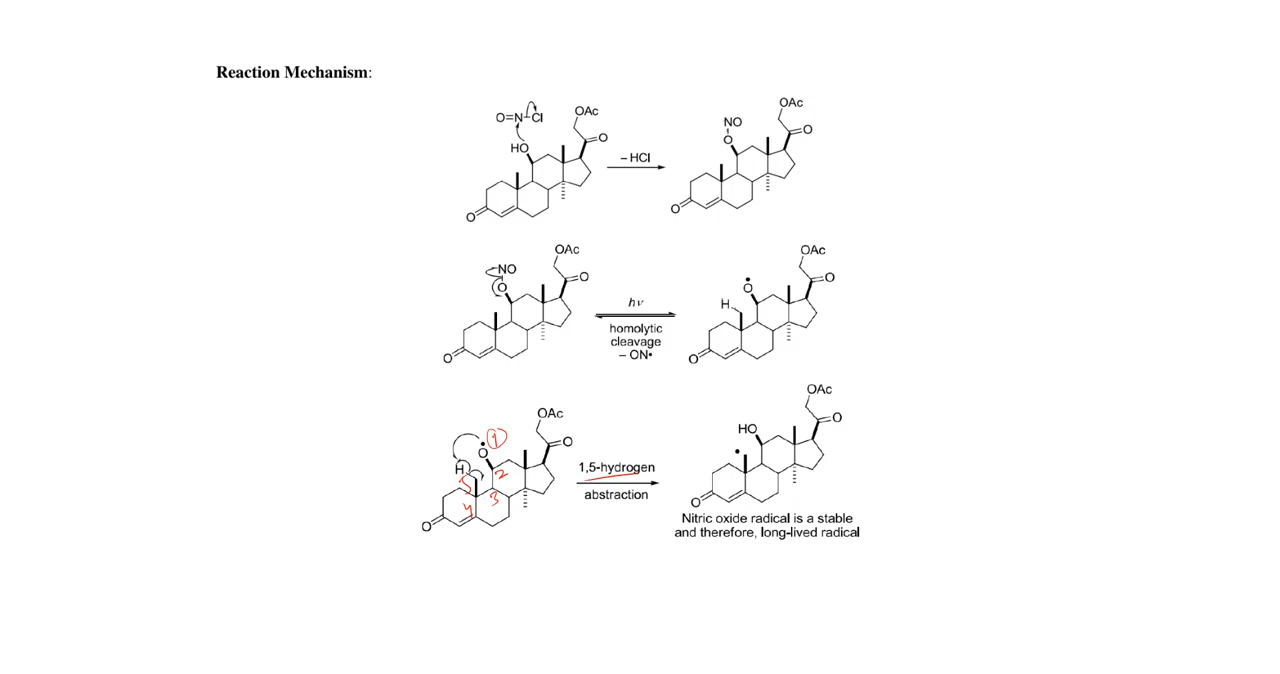 Reaction Mechanism:
O=N-Cl
OAc
HO
O
O
– HCl
OAc
NO
O
O
O
OAc
NO
O
O
O
hν
homolytic
cleavage
– ON•
OAc
O
H
O
O
OAc
1
O
H
O
2
5
3
4
O
1,5-hydrogen
abstraction
OAc
HO
O
O
Nitric oxide radical is a stable
and therefore, long-lived radical